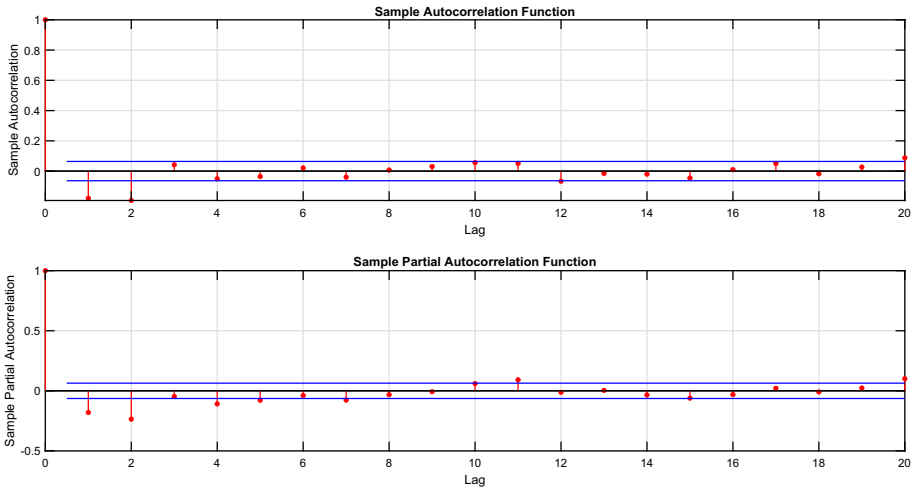 Sample Autocorrelation Function
Sample Autocorrelation
1
0.8
0.6
0.4
0.2
0
0 2 4 6 8 10 12 14 16 18 20
Lag
Sample Partial Autocorrelation Function
Sample Partial Autocorrelation
1
0.5
0
-0.5
0 2 4 6 8 10 12 14 16 18 20
Lag